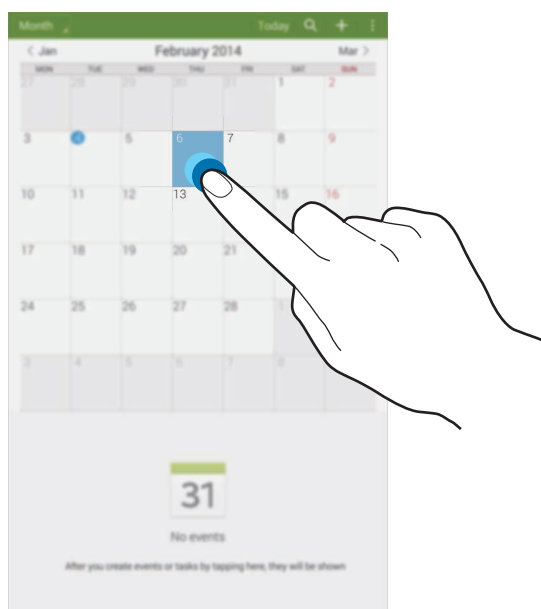 Month Today
< Jan February 2014 Mar >
MON TUE WED THU FRI SAT SUN
27 28 29 30 31 1 2
3 4 5 6 7 8 9
10 11 12 13 15 16
17 18 19 20 21
24 25 26 27 28 1
3 4 5 6 7 8
31
No events
After you create events or tasks by tapping here, they will be shown